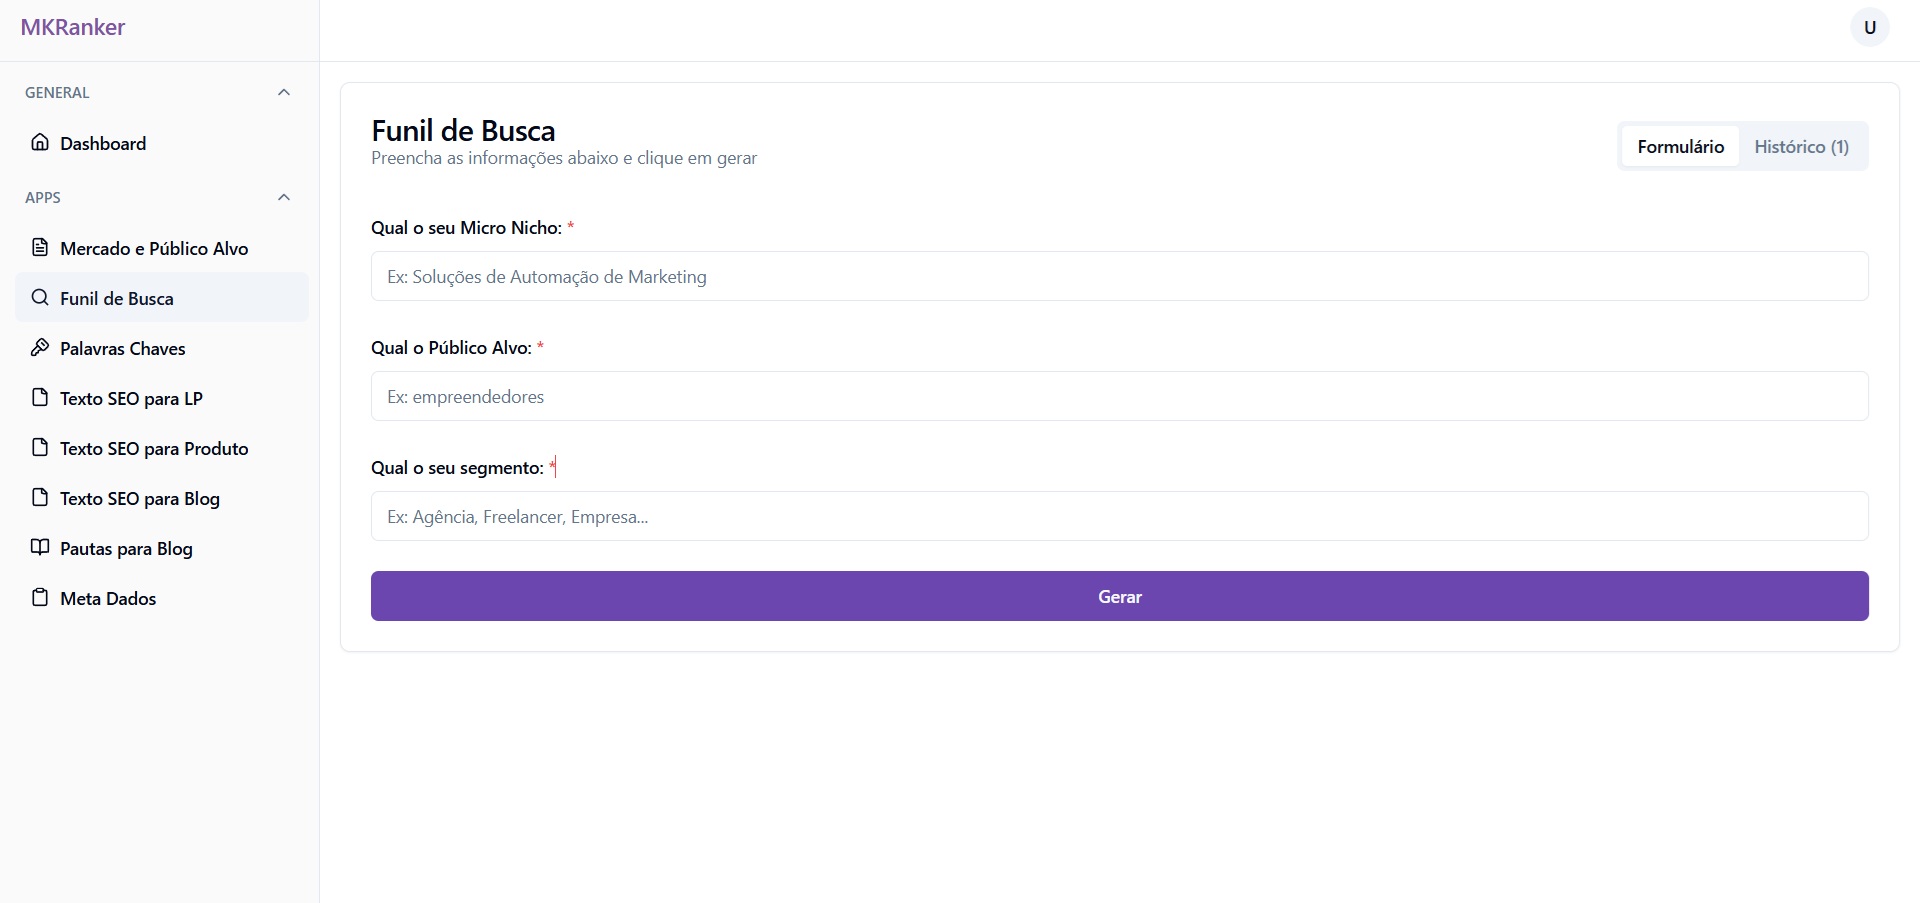 MKRanker
U
GENERAL
Dashboard
APPS
Mercado e Público Alvo
Funil de Busca
Palavras Chaves
Texto SEO para LP
Texto SEO para Produto
Texto SEO para Blog
Pautas para Blog
Meta Dados
Funil de Busca
Preencha as informações abaixo e clique em gerar
Formulário
Histórico (1)
Qual o seu Micro Nicho: *
Ex: Soluções de Automação de Marketing
Qual o Público Alvo: *
Ex: empreendedores
Qual o seu segmento: *
Ex: Agência, Freelancer, Empresa...
Gerar